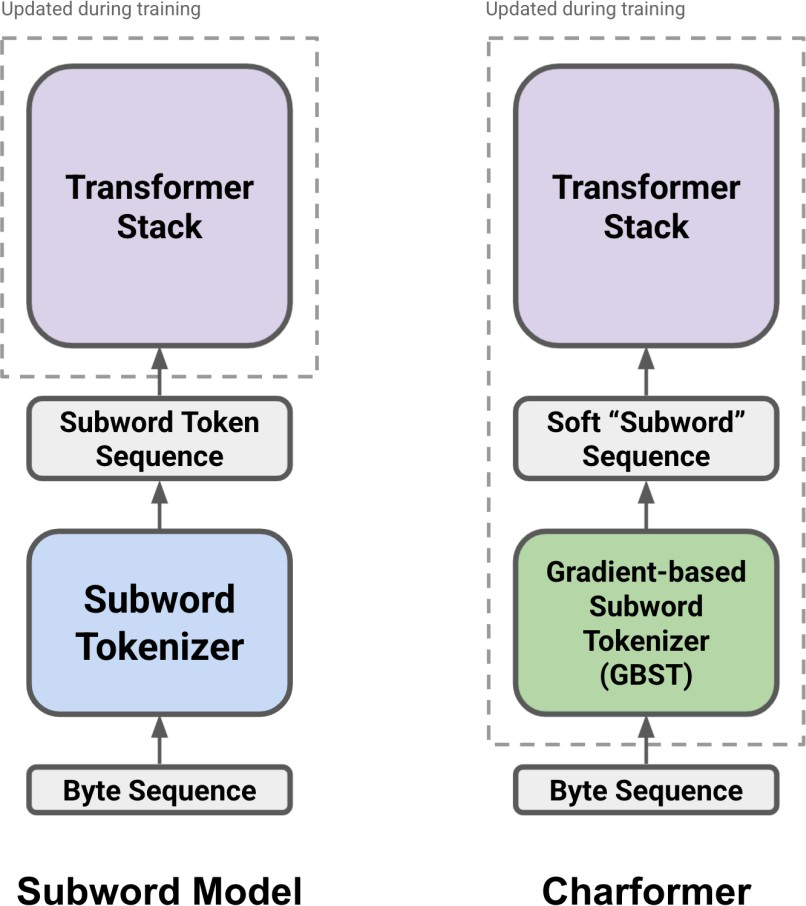 Updated during training
Transformer
Stack
Subword Token
Sequence
Subword
Tokenizer
Byte Sequence
Subword Model
Updated during training
Transformer
Stack
Soft “Subword”
Sequence
Gradient-based
Subword
Tokenizer
(GBST)
Byte Sequence
Charformer